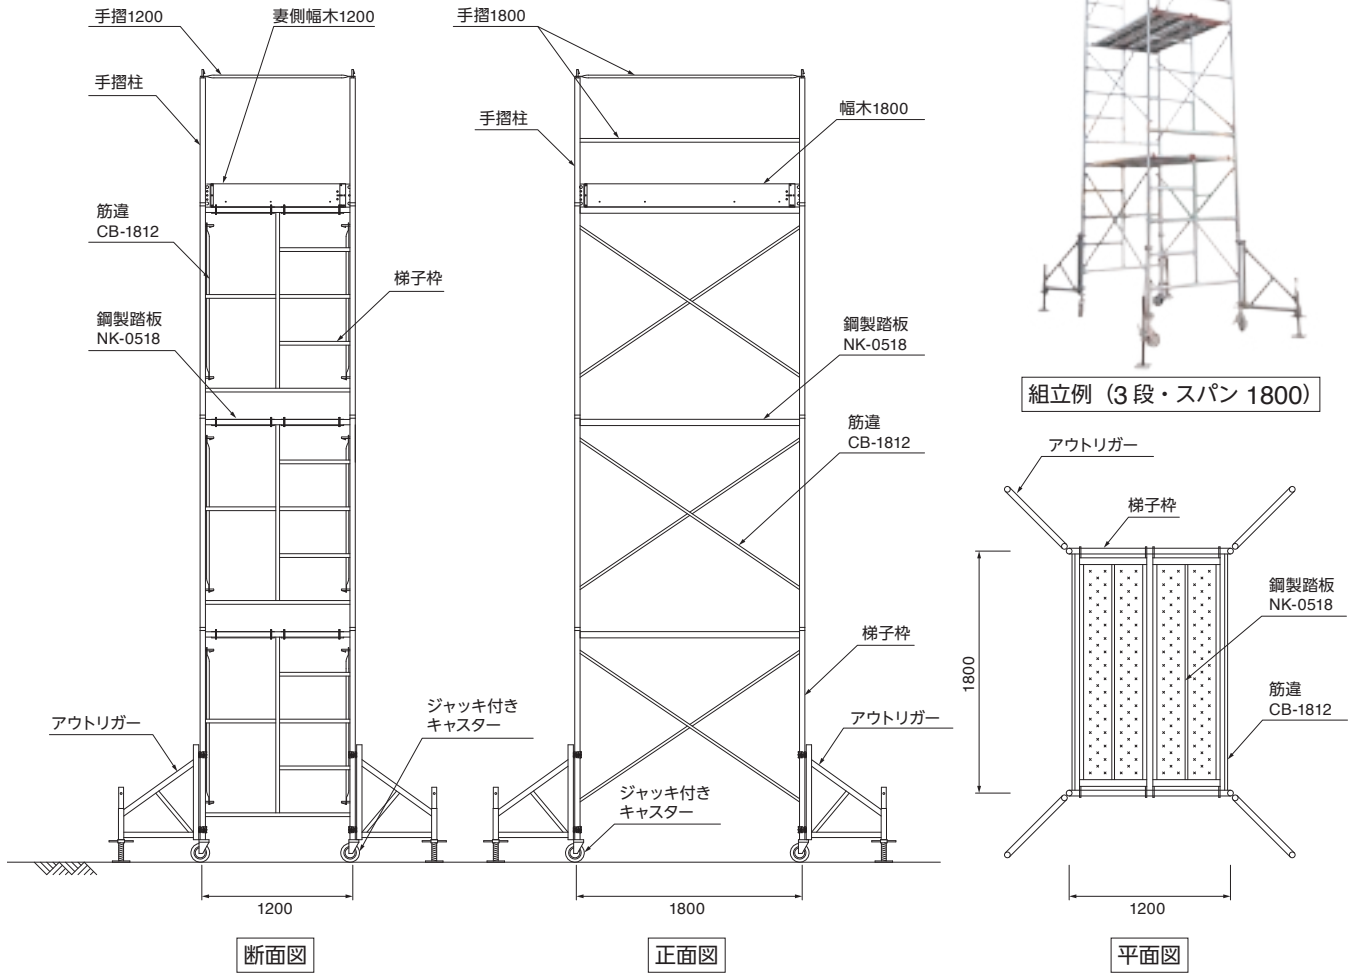 手摺1200
妻側幅木1200
手摺柱
筋違
CB-1812
梯子枠
鋼製踏板
NK-0518
アウトリガー
ジャッキ付き
キャスター
1200
断面図
手摺1800
手摺柱
幅木1800
鋼製踏板
NK-0518
筋違
CB-1812
梯子枠
アウトリガー
ジャッキ付き
キャスター
1800
正面図
組立例（3段・スパン 1800）
アウトリガー
梯子枠
鋼製踏板
NK-0518
筋違
CB-1812
1800
1200
平面図